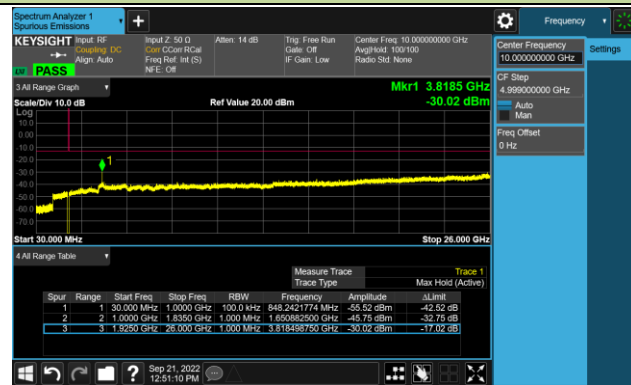 Spectrum Analyzer 1
Spurious Emissions
Frequency
KEYSIGHT Input: RF Input Z: 50 Ω Atten: 14 dB Trig: Free Run Center Freq: 10.000000000 GHz
Coupling: DC Corr CCorr RCal Gate: Off Avg|Hold: 100/100
Align: Auto Freq Ref: Int (S) IF Gain: Low Radio Std: None
PASS NFE: Off
Center Frequency
10.000000000 GHz
Settings
CF Step
4.999000000 GHz
Auto
Man
Freq Offset
0 Hz
3 All Range Graph
Mkr1 3.8185 GHz
Scale/Div 10.0 dB Ref Value 20.00 dBm -30.02 dBm
Log
10.0
0.00
-10.0
-20.0
-30.0
-40.0
-50.0
-60.0
-70.0
1
Start 30.000 MHz Stop 26.000 GHz
4 All Range Table
Measure Trace Trace 1
Trace Type Max Hold (Active)
Spur Range Start Freq Stop Freq RBW Frequency Amplitude ΔLimit
1 1 30.000 MHz 1.0000 GHz 100.0 kHz 848.2421774 MHz -55.52 dBm -42.52 dB
2 2 1.0000 GHz 1.8350 GHz 1.000 MHz 1.650882500 GHz -45.75 dBm -32.75 dB
3 3 1.9250 GHz 26.000 GHz 1.000 MHz 3.818498750 GHz -30.02 dBm -17.02 dB
Sep 21, 2022
12:51:10 PM